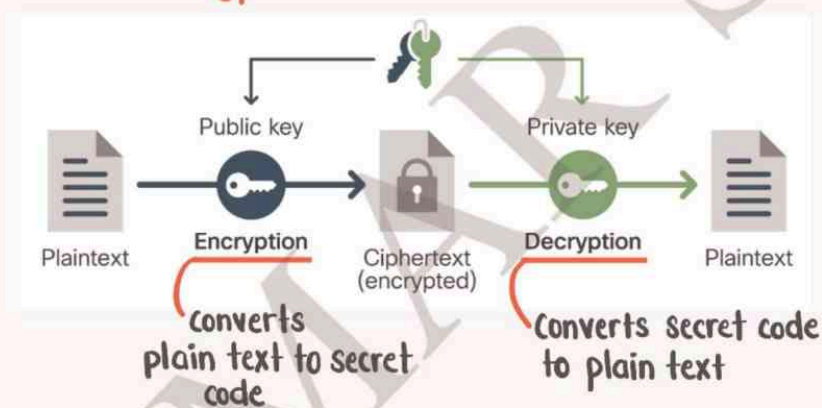 Public key
Private key
Plaintext
Encryption
Ciphertext
(encrypted)
Decryption
Plaintext
converts
plain text to secret
code
Converts secret code
to plain text